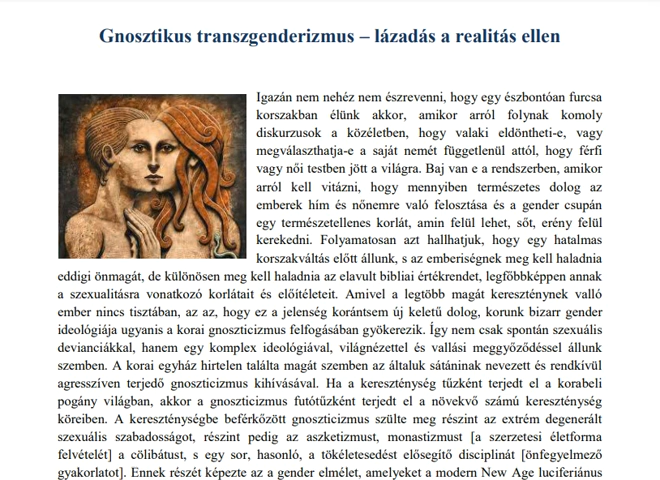 Gnosztikus transzgenderizmus – lázadás a realitás ellen
Igazán nem nehéz nem észrevenni, hogy egy észbontóan furcsa
korszakban élünk akkor, amikor arról folynak komoly
diskurzusok a közéletben, hogy valaki eldöntheti-e, vagy
megválaszthatja-e a saját nemét függetlenül attól, hogy férfi
vagy női testben jött a világra. Baj van e a rendszerben, amikor
arról kell vitázni, hogy mennyiben természetes dolog az
emberek hím és nőnemre való felosztása és a gender csupán
egy természetellenes korlát, amin felül lehet, sőt, erény felül
kerekedni. Folyamatosan azt hallhatjuk, hogy egy hatalmas
korszakváltás előtt állunk, s az emberiségnek meg kell haladnia
eddigi önmagát, de különösen meg kell haladnia az elavult bibliai értékrendet, legfőbbképpen annak
a szexualitásra vonatkozó korlátait és előítéleteit. Amivel a legtöbb magát kereszténynek valló
ember nincs tisztában, az az, hogy ez a jelenség korántsem új keletű dolog, korunk bizarr gender
ideológiája ugyanis a korai gnoszticizmus felfogásában gyökerezik. Így nem csak spontán szexuális
devianciákkal, hanem egy komplex ideológiával, világnézettel és vallási meggyőződéssel állunk
szemben. A korai egyház hirtelen találta magát szemben az általuk sátáninak nevezett és rendkívül
agresszíven terjedő gnoszticizmus kihívásával. Ha a kereszténység tűzként terjedt el a korabeli
pogány világban, akkor a gnoszticizmus futótűzként terjedt el a növekvő számú kereszténység
köreiben. A kereszténységbe beférkőzött gnoszticizmus szülte meg részint az extrém degenerált
szexuális szabadosságot, részint pedig az aszketizmust, monasztizmust [a szerzetesi életforma
felvételét] a cölibátust, s egy sor, hasonló, a tökéletesedést elősegítő disciplinát [önfegyelmező
gyakorlatot]. Ennek részét képezte az a gender elmélet, amelyeket a modern New Age luciferiánus